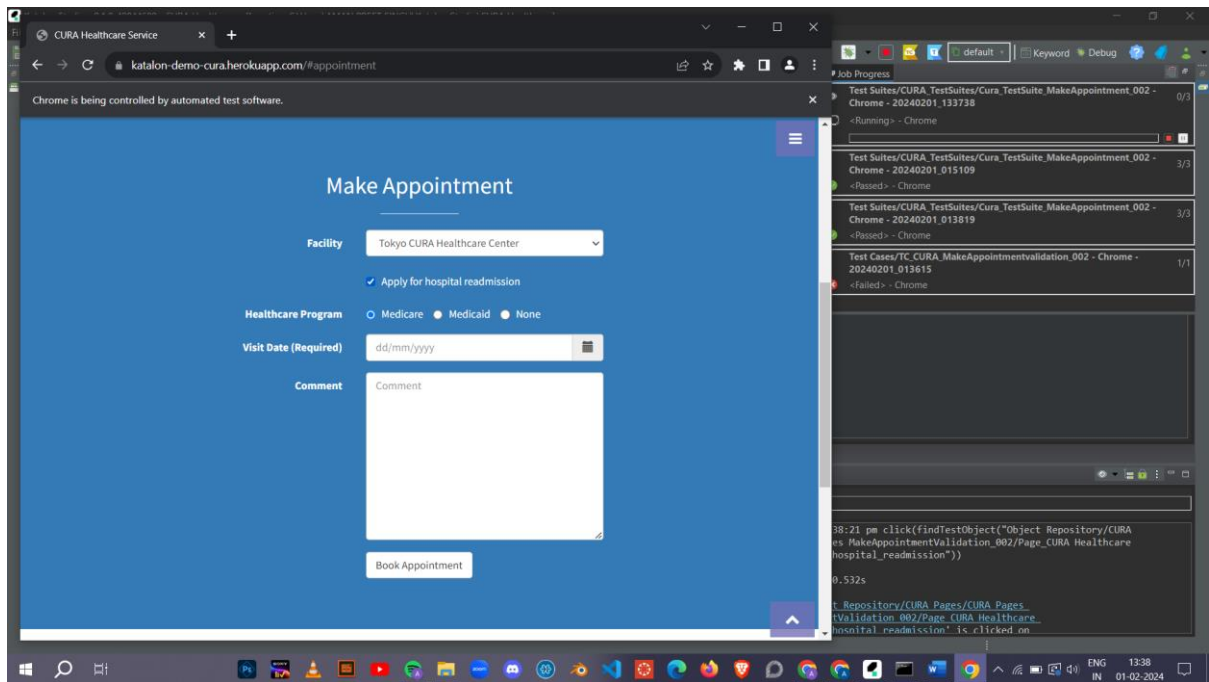 CURA Healthcare Service
katalon-demo-cura.herokuapp.com/#appointment
Chrome is being controlled by automated test software.
Make Appointment
Facility
Tokyo CURA Healthcare Center
Apply for hospital readmission
Healthcare Program
Medicare
Medicaid
None
Visit Date (Required)
dd/mm/yyyy
Comment
Comment
Book Appointment
default
Keyword
Debug
Job Progress
Test Suites/CURA_TestSuites/Cura_TestSuite_MakeAppointment_002 -
Chrome - 20240201_133738
0/3
<Running> - Chrome
Test Suites/CURA_TestSuites/Cura_TestSuite_MakeAppointment_002 -
Chrome - 20240201_015109
3/3
<Passed> - Chrome
Test Suites/CURA_TestSuites/Cura_TestSuite_MakeAppointment_002 -
Chrome - 20240201_013819
3/3
<Passed> - Chrome
Test Cases/TC_CURA_MakeAppointmentvalidation_002 - Chrome -
20240201_013615
1/1
<Failed> - Chrome
38:21 pm click(findTestObject("Object Repository/CURA
es MakeAppointmentValidation_002/Page_CURA Healthcare
hospital_readmission"))
0.532s
t Repository/CURA Pages/CURA Pages
tValidation_002/Page_CURA Healthcare
hospital_readmission' is clicked on
ENG
IN
13:38
01-02-2024